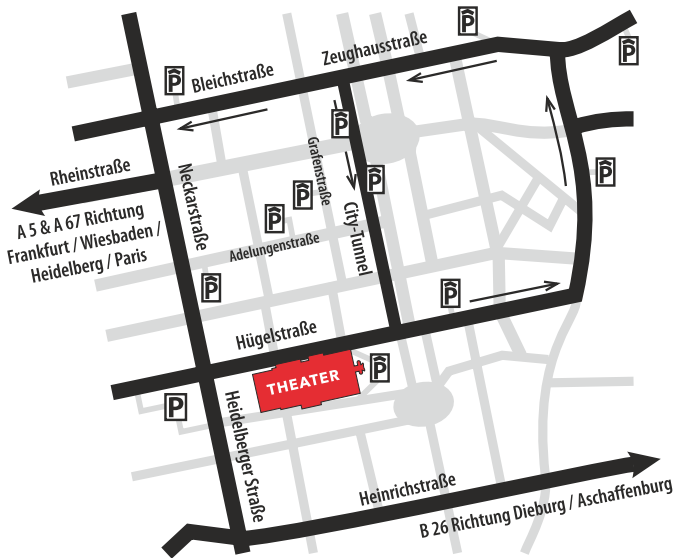 P
Zeughausstraße
P
P
Bleichstraße
P
Grafenstraße
Rheinstraße
Neckarstraße
P
P
P
A 5 & A 67 Richtung
Frankfurt / Wiesbaden /
Heidelberg / Paris
P
City-Tunnel
Adelungenstraße
P
P
Hügelstraße
THEATER
P
P
Heidelberger Straße
Heinrichstraße
B 26 Richtung Dieburg / Aschaffenburg